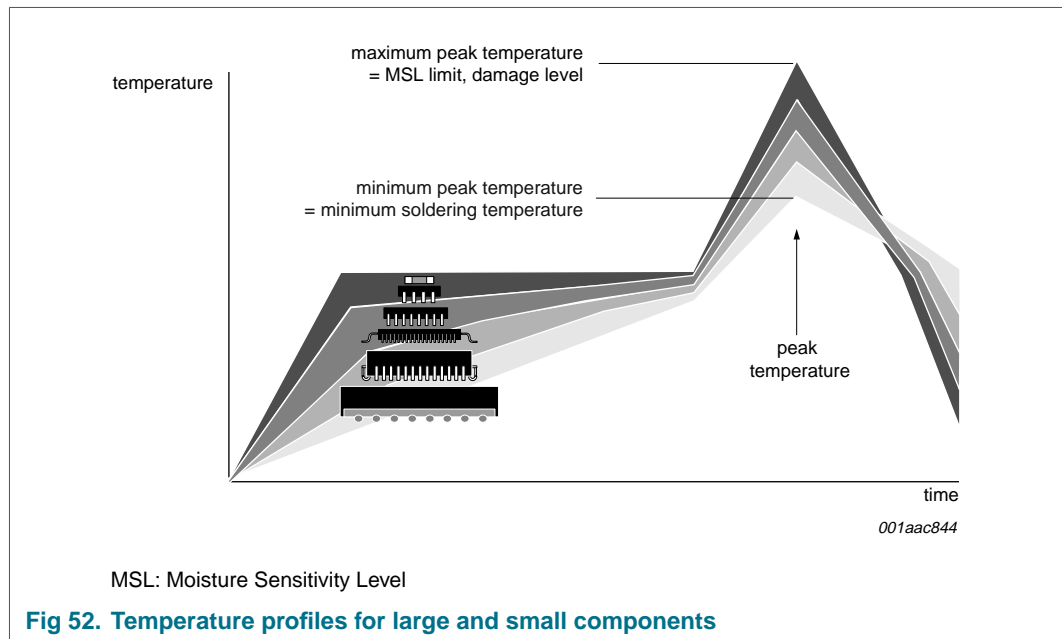 maximum peak temperature
= MSL limit, damage level
temperature
minimum peak temperature
= minimum soldering temperature
peak
temperature
time
001aac844
MSL: Moisture Sensitivity Level
Fig 52. Temperature profiles for large and small components